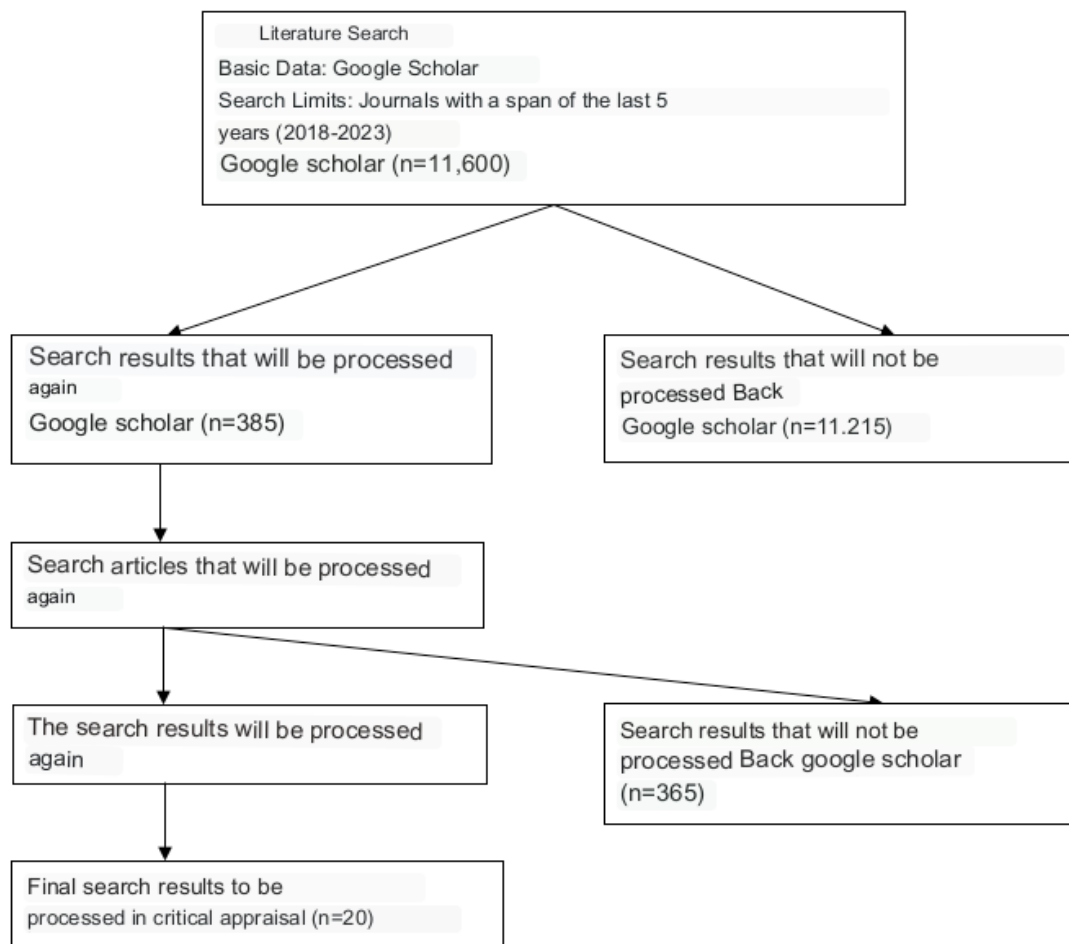 Literature Search
Basic Data: Google Scholar
Search Limits: Journals with a span of the last 5
years (2018-2023)
Google scholar (n=11,600)
Search results that will be processed
again
Google scholar (n=385)
Search results that will not be
processed Back
Google scholar (n=11.215)
Search articles that will be processed
again
The search results will be processed
again
Search results that will not be
processed Back google scholar
(n=365)
Final search results to be
processed in critical appraisal (n=20)